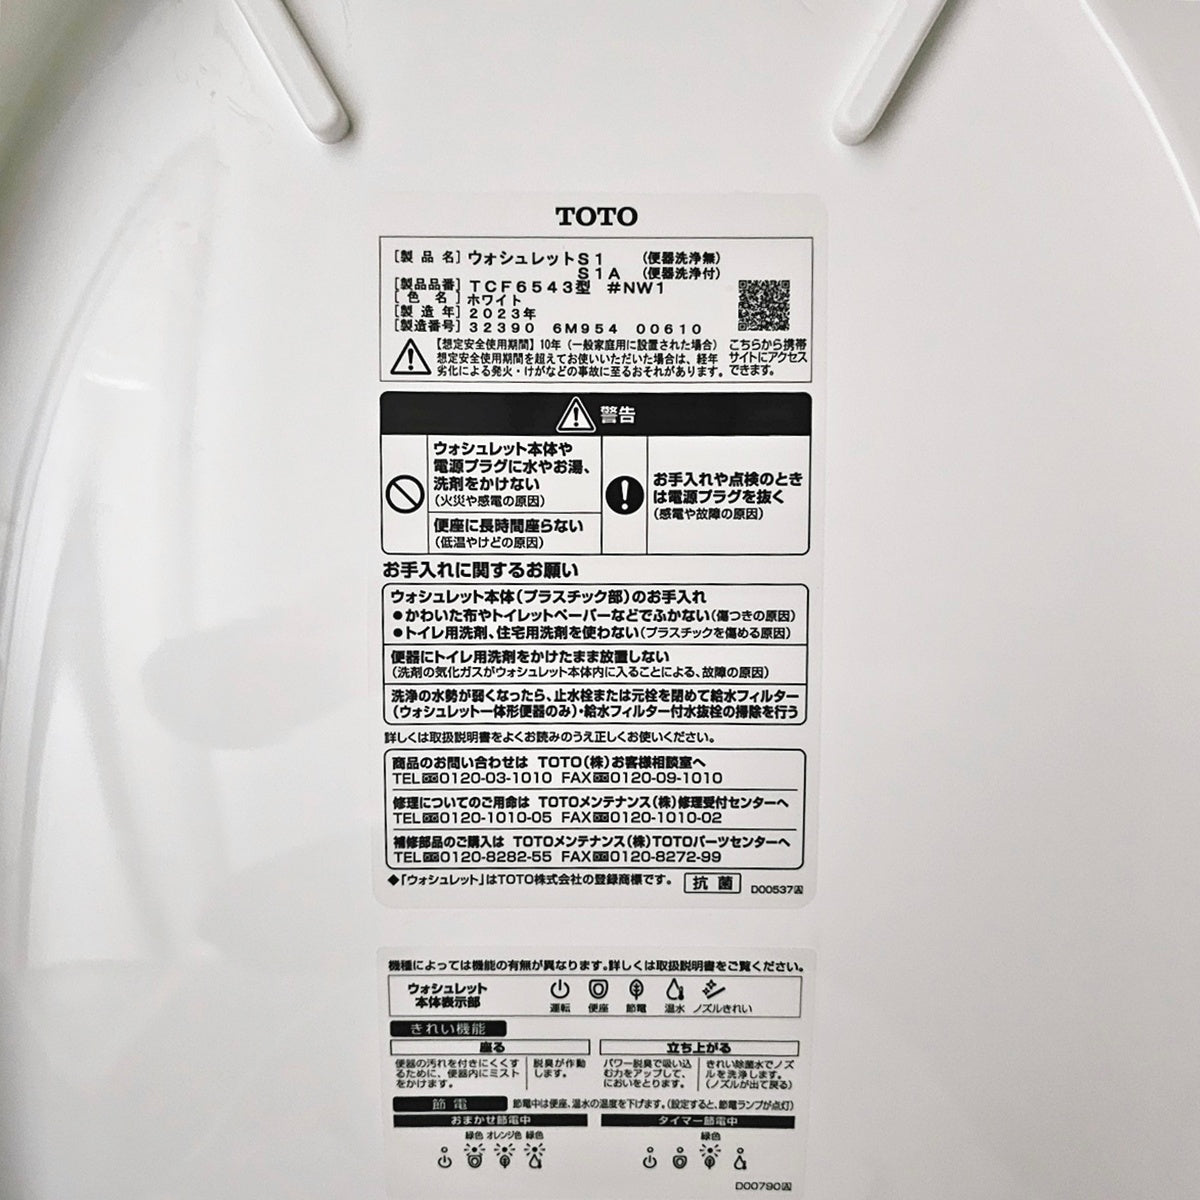 TOTO
[製品名] ウォシュレットS1 (便器洗浄無)
S1A (便器洗浄付)
[製品品番] TCF6543型 #NW1
[色名] ホワイト
[製造年] 2023年
[製造番号] 32390 6M954 00610
【想定安全使用期間】10年(一般家庭用に設置された場合)
想定安全使用期間を超えてお使いいただいた場合は、経年
劣化による発火・けがなどの事故に至るおそれがあります。
こちらから携帯
サイトにアクセス
できます。
警告
ウォシュレット本体や
電源プラグに水やお湯、
洗剤をかけない
(火災や感電の原因)
便座に長時間座らない
(低温やけどの原因)
お手入れや点検のとき
は電源プラグを抜く
(感電や故障の原因)
お手入れに関するお願い
ウォシュレット本体(プラスチック部)のお手入れ
●かわいた布やトイレットペーパーなどでふかない(傷つきの原因)
●トイレ用洗剤、住宅用洗剤を使わない(プラスチックを傷める原因)
便器にトイレ用洗剤をかけたまま放置しない
(洗剤の気化ガスがウォシュレット本体内に入ることによる、故障の原因)
洗浄の水勢が弱くなったら、止水栓または元栓を閉めて給水フィルター
(ウォシュレット一体形便器のみ)・給水フィルター付水抜栓の掃除を行う
詳しくは取扱説明書をよくお読みのうえ正しくお使いください。
商品のお問い合わせは TOTO(株)お客様相談室へ
TEL 0120-03-1010 FAX 0120-09-1010
修理についてのご用命は TOTOメンテナンス(株)修理受付センターへ
TEL 0120-1010-05 FAX 0120-1010-02
補修部品のご購入は TOTOメンテナンス(株)TOTOパーツセンターへ
TEL 0120-8282-55 FAX 0120-8272-99
◆「ウォシュレット」はTOTO株式会社の登録商標です。 抗菌 D00537
機種によっては機能の有無が異なります。詳しくは取扱説明書をご覧ください。
ウォシュレット
本体表示部
運転 便座 節電 温水 ノズルきれい
きれい機能
座る
便器の汚れを付きにくくす
るために、便器内にミスト
をかけます。
脱臭が作動
します。
立ち上がる
パワー脱臭で吸い込
む力をアップして、
においをとります。
きれい除菌水でノズ
ルを洗浄します。
(ノズルが出て戻る)
節電 節電中は便座、温水の温度を下げます。(設定すると、節電ランプが点灯)
おまかせ節電中
緑色 オレンジ色 緑色
タイマー節電中
緑色
D00790